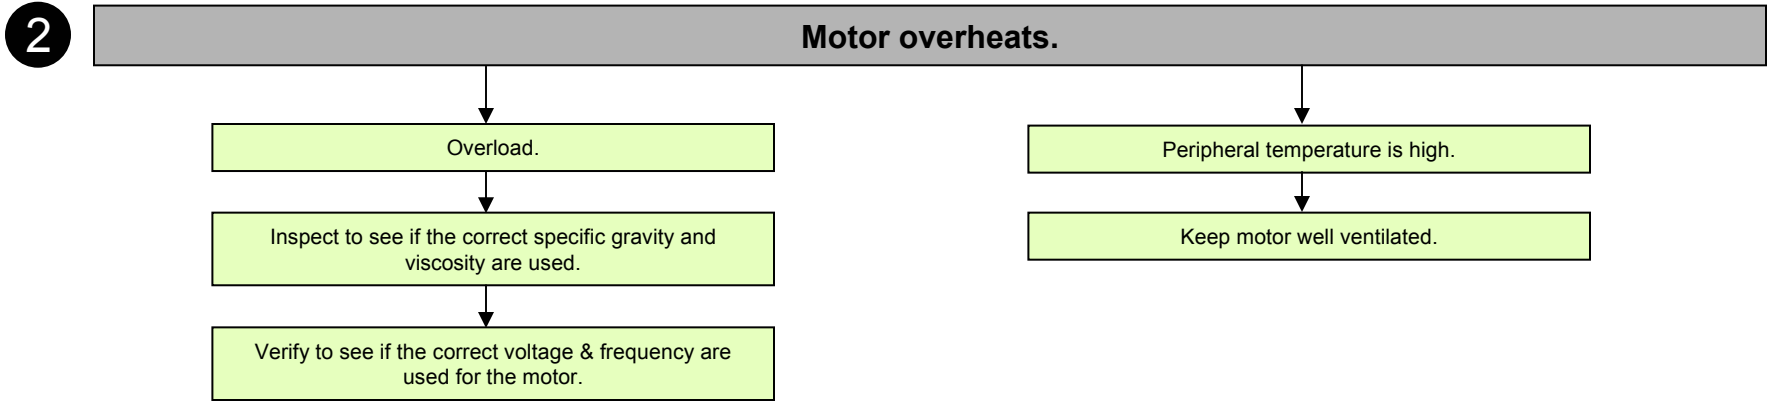 2
Motor overheats.
Overload.
Inspect to see if the correct specific gravity and
viscosity are used.
Verify to see if the correct voltage & frequency are
used for the motor.
Peripheral temperature is high.
Keep motor well ventilated.